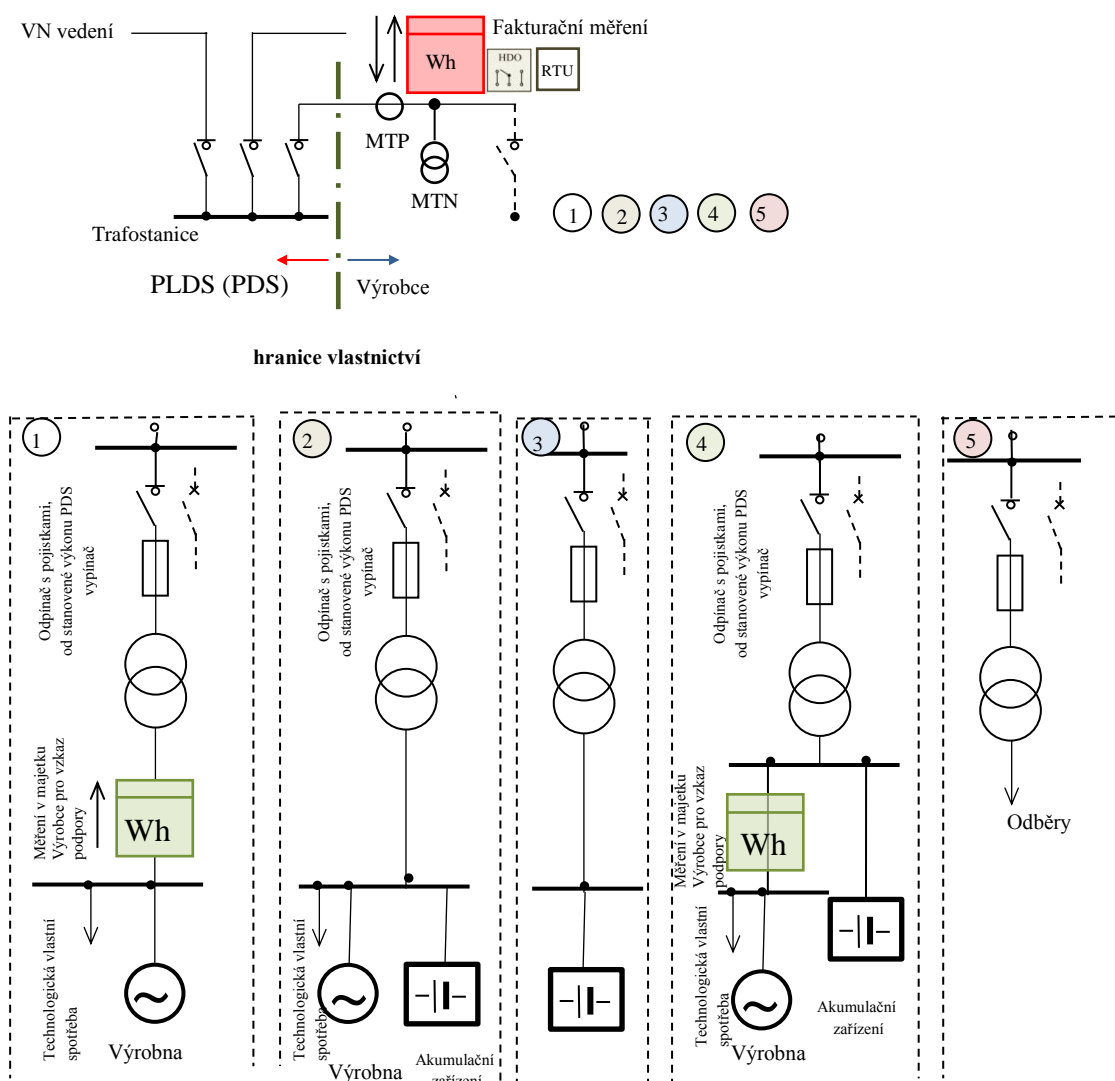 VN vedení
Fakturační měření
Wh
HDO
RTU
MTP
MTN
Trafostanice
1
2
3
4
5
PLDS (PDS)
Výrobce
hranice vlastnictví
1
Odpínač s pojistkami,
od stanovené výkonu PDS
vypínač
Měření v majetku
Výrobce pro vzkaz
podpory
Wh
Technologická vlastní
spotřeba
Výrobna
2
Odpínač s pojistkami,
od stanovené výkonu PDS
vypínač
Technologická vlastní
spotřeba
Výrobna
Akumulační
zařízení
3
4
Odpínač s pojistkami,
od stanovené výkonu PDS
vypínač
Měření v majetku
Výrobce pro vzkaz
podpory
Wh
Technologická vlastní
spotřeba
Výrobna
Akumulační
zařízení
5
Odběry